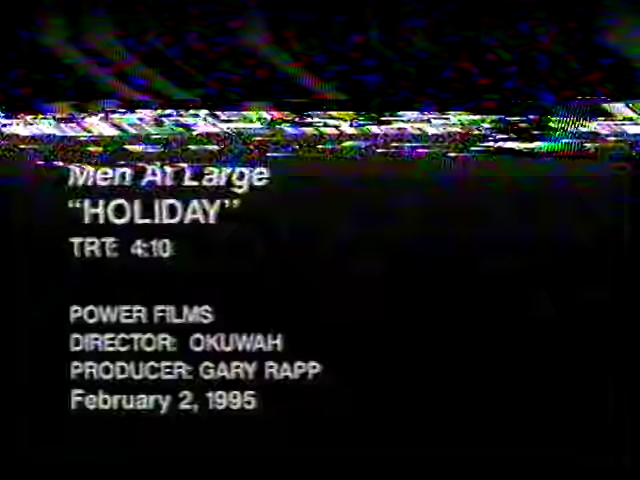 Men At Large
“HOLIDAY”
TRT: 4:10
POWER FILMS
DIRECTOR: OKUWAH
PRODUCER: GARY RAPP
February 2, 1995